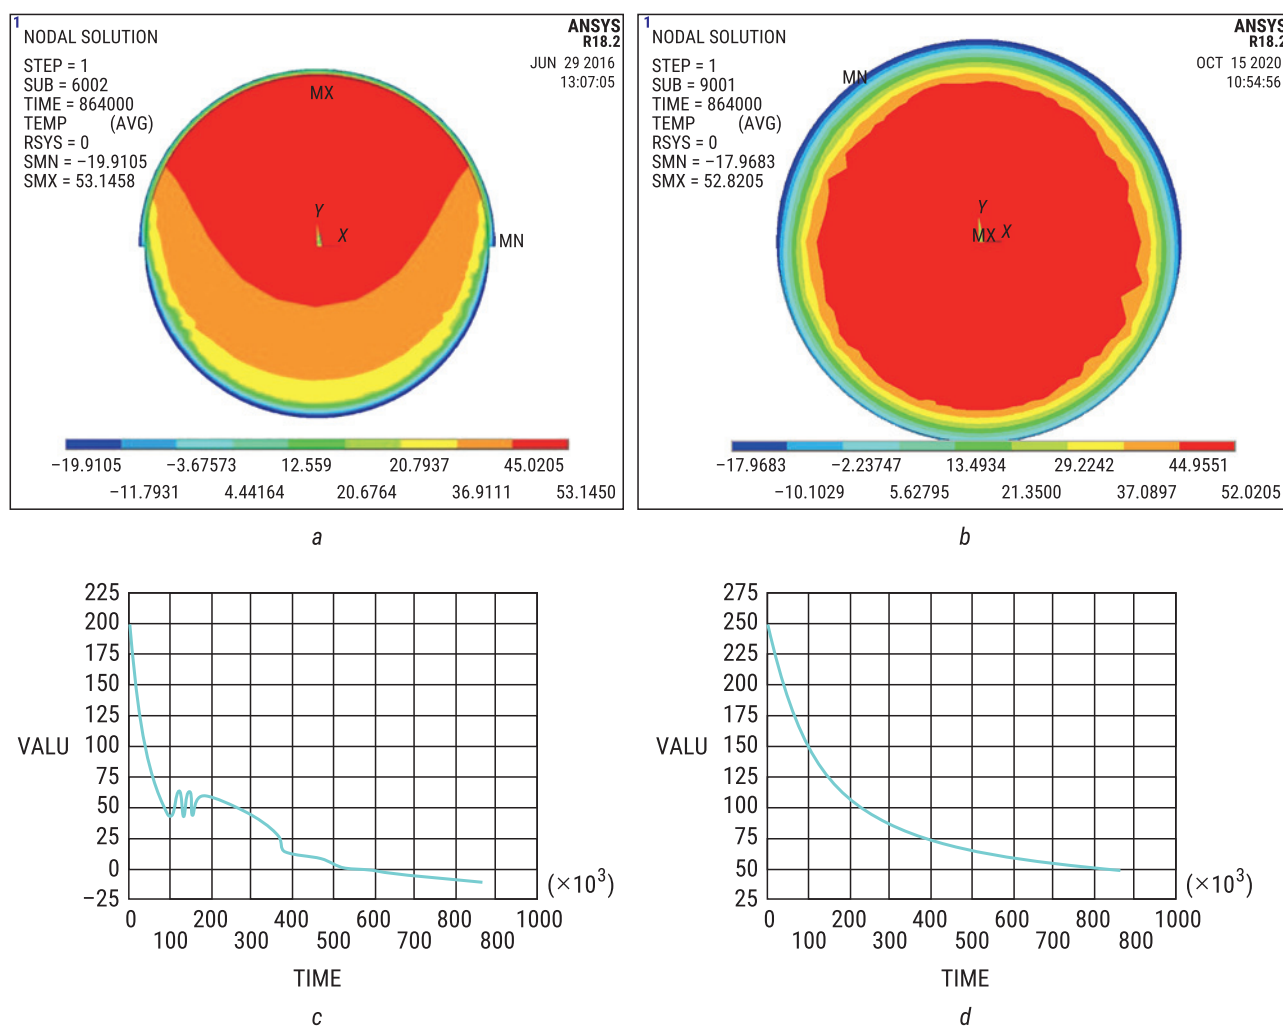 1
NODAL SOLUTION
STEP = 1
SUB = 6002
TIME = 864000
TEMP (AVG)
RSYS = 0
SMN = −19.9105
SMX = 53.1458
ANSYS
R18.2
JUN 29 2016
13:07:05
MX
Y
X
MN
−19.9105 −3.67573 12.559 20.7937 45.0205
−11.7931 4.44164 20.6764 36.9111 53.1450
a
1
NODAL SOLUTION
STEP = 1
SUB = 9001
TIME = 864000
TEMP (AVG)
RSYS = 0
SMN = −17.9683
SMX = 52.8205
ANSYS
R18.2
OCT 15 2020
10:54:56
MN
Y
MX X
−17.9683 −2.23747 13.4934 29.2242 44.9551
−10.1029 5.62795 21.3500 37.0897 52.0205
b
225
200
175
150
125
100
75
50
25
0
−25
VALU
0 200 400 600 800 1000
100 300 500 700 800
(×10³)
TIME
c
275
250
225
200
175
150
125
100
75
50
25
VALU
0 200 400 600 800 1000
100 300 500 700 800
(×10³)
TIME
d